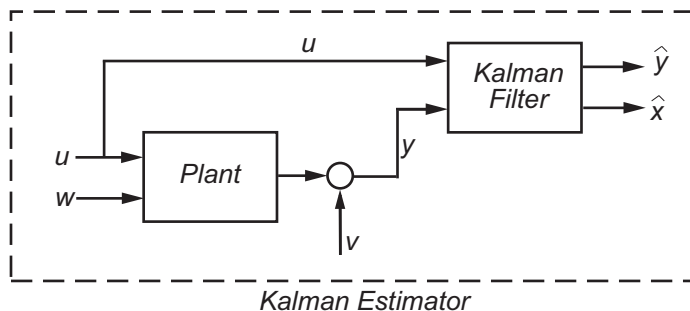 u
Kalman
Filter
ŷ
x̂
y
u
Plant
w
v
Kalman Estimator